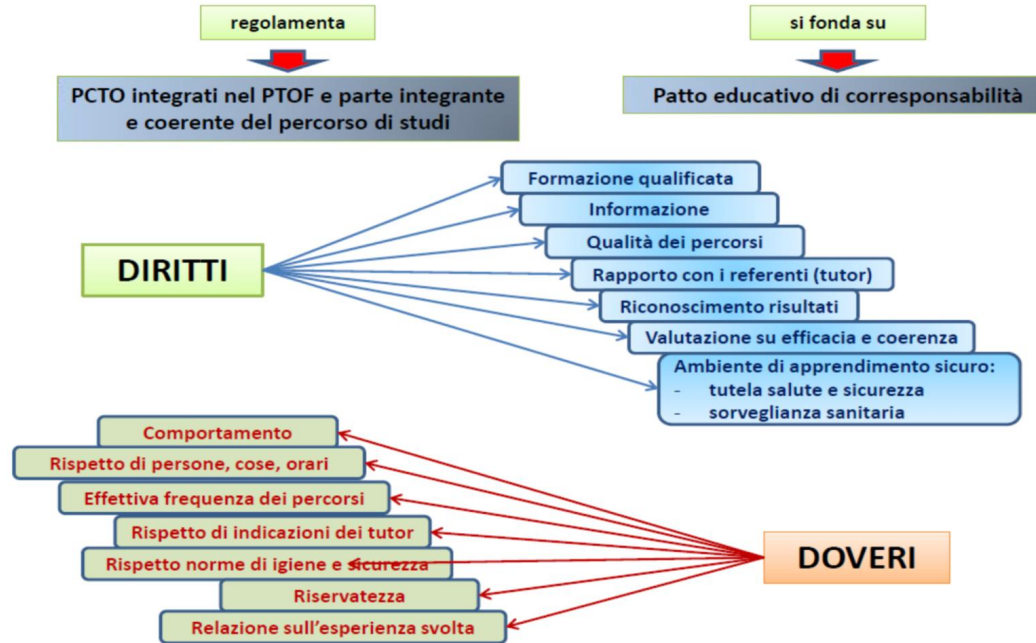 regolamenta
si fonda su
PCTO integrati nel PTOF e parte integrante
e coerente del percorso di studi
Patto educativo di corresponsabilità
DIRITTI
Formazione qualificata
Informazione
Qualità dei percorsi
Rapporto con i referenti (tutor)
Riconoscimento risultati
Valutazione su efficacia e coerenza
Ambiente di apprendimento sicuro:
- tutela salute e sicurezza
- sorveglianza sanitaria
Comportamento
Rispetto di persone, cose, orari
Effettiva frequenza dei percorsi
Rispetto di indicazioni dei tutor
Rispetto norme di igiene e sicurezza
Riservatezza
Relazione sull'esperienza svolta
DOVERI